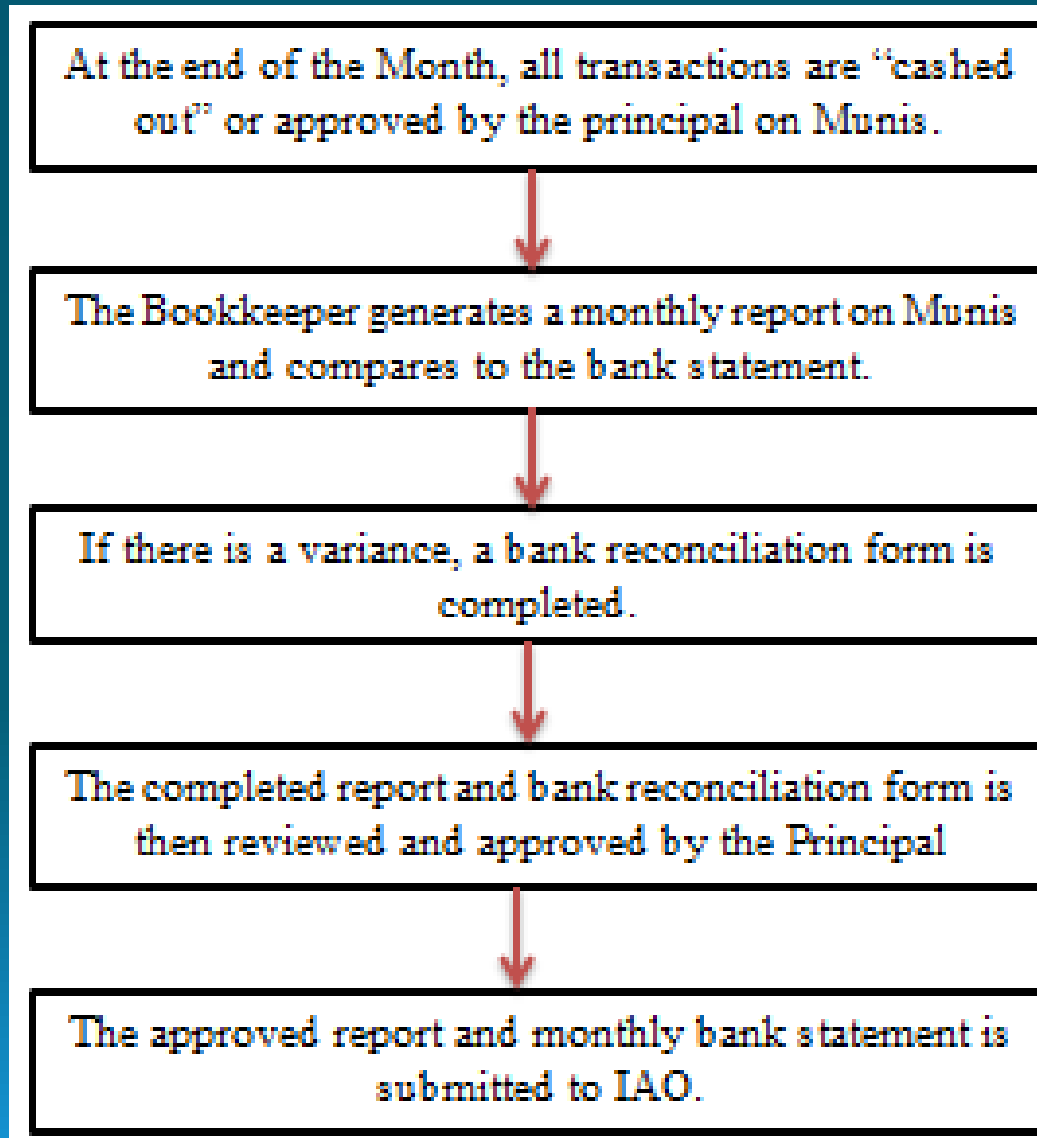 At the end of the Month, all transactions are “cashed
out” or approved by the principal on Munis.
The Bookkeeper generates a monthly report on Munis
and compares to the bank statement.
If there is a variance, a bank reconciliation form is
completed.
The completed report and bank reconciliation form is
then reviewed and approved by the Principal
The approved report and monthly bank statement is
submitted to IAO.